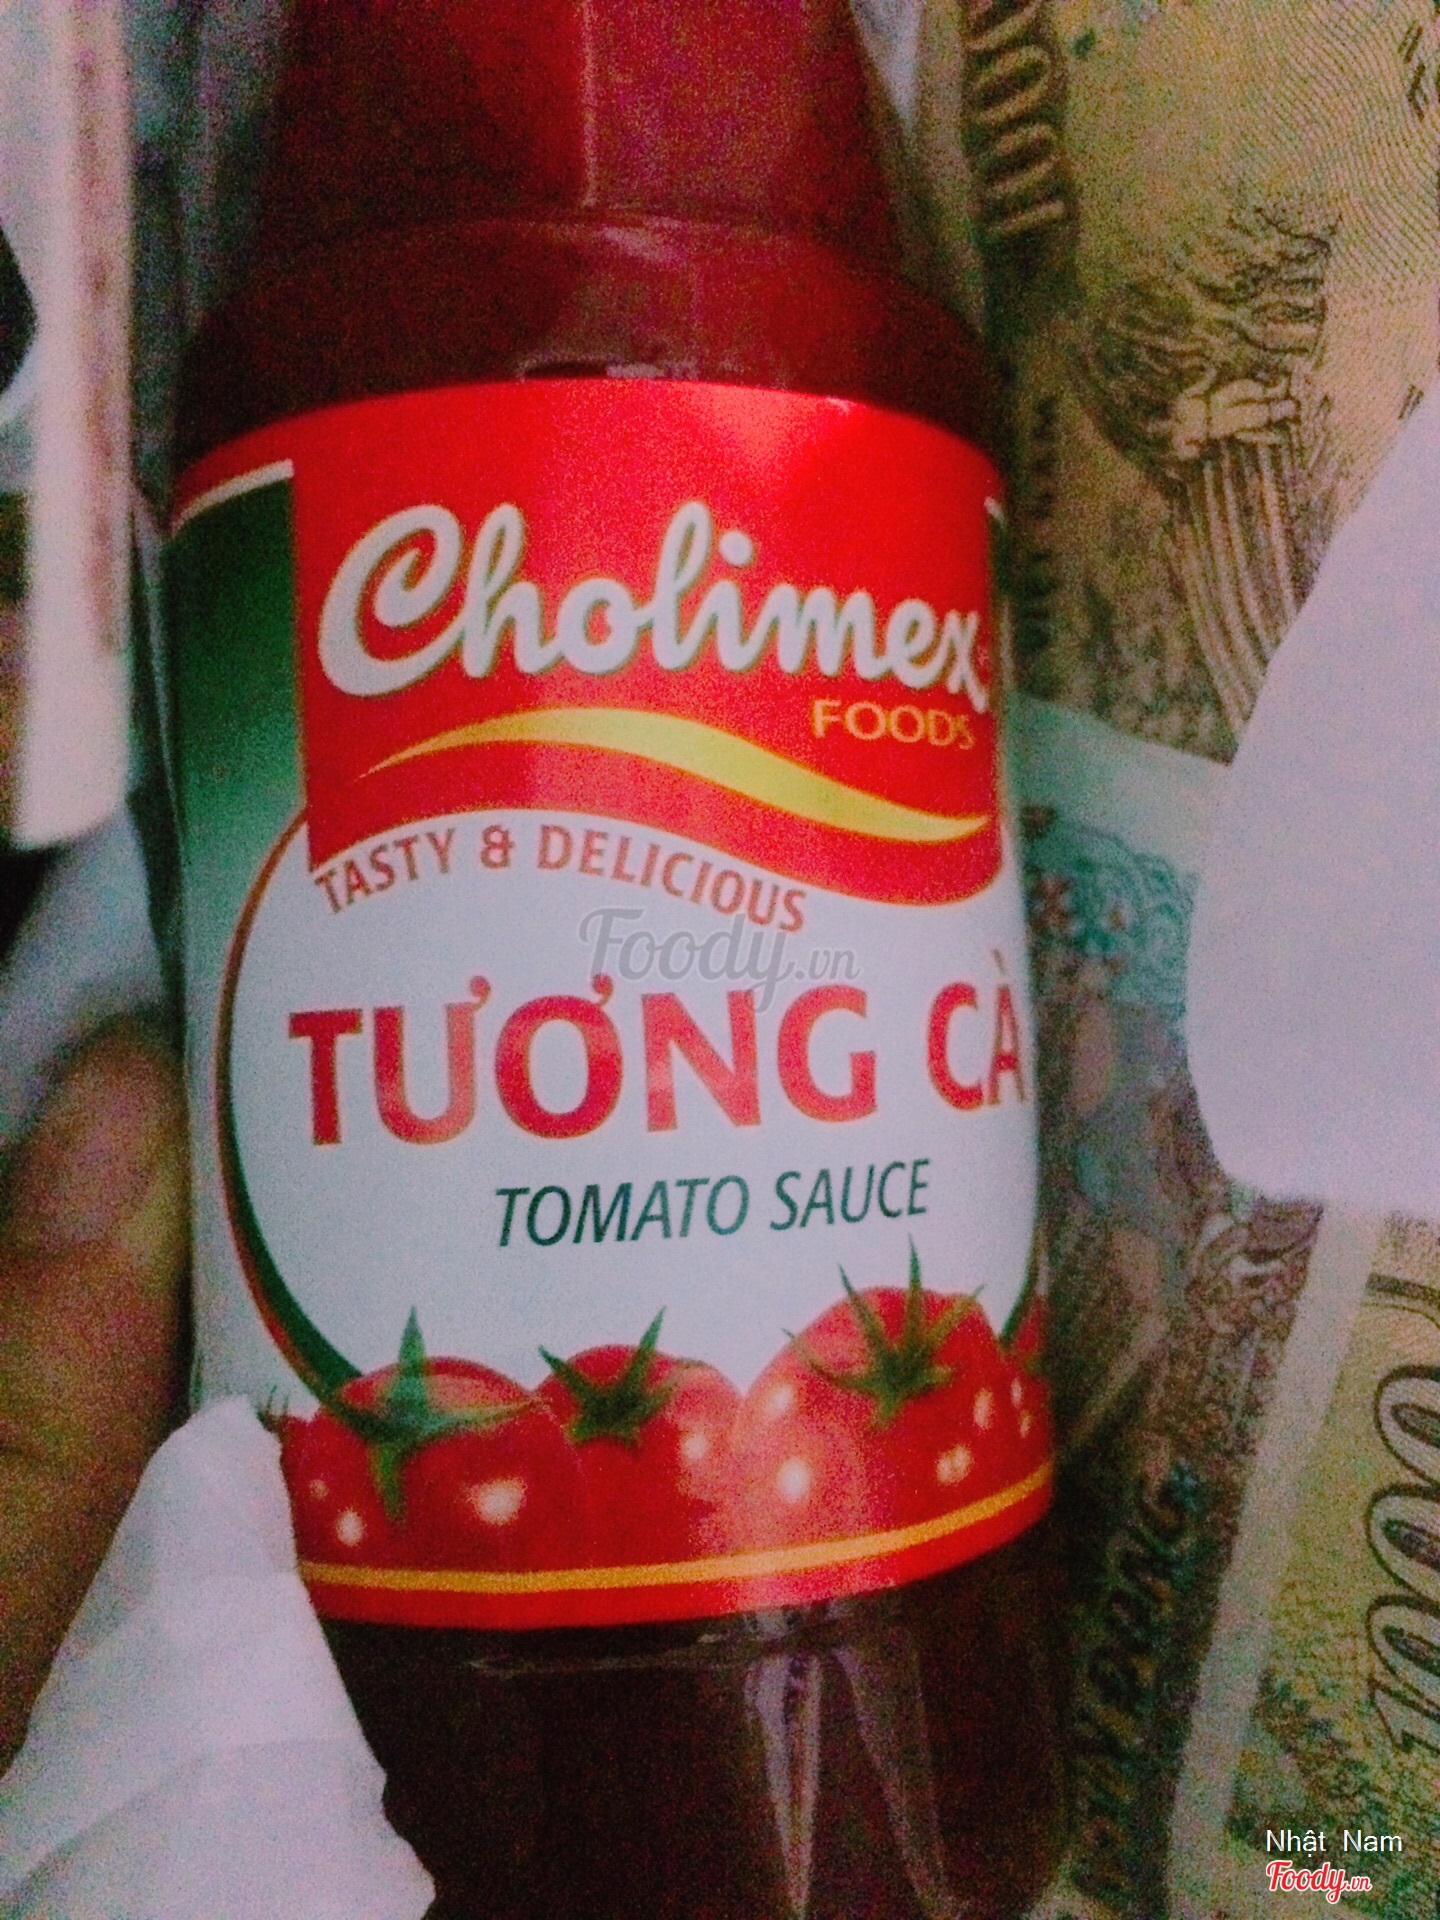 Cholimex
FOODS
TASTY & DELICIOUS
Foody.vn
TƯƠNG CÀ
TOMATO SAUCE
Nhật Nam
Foody.vn